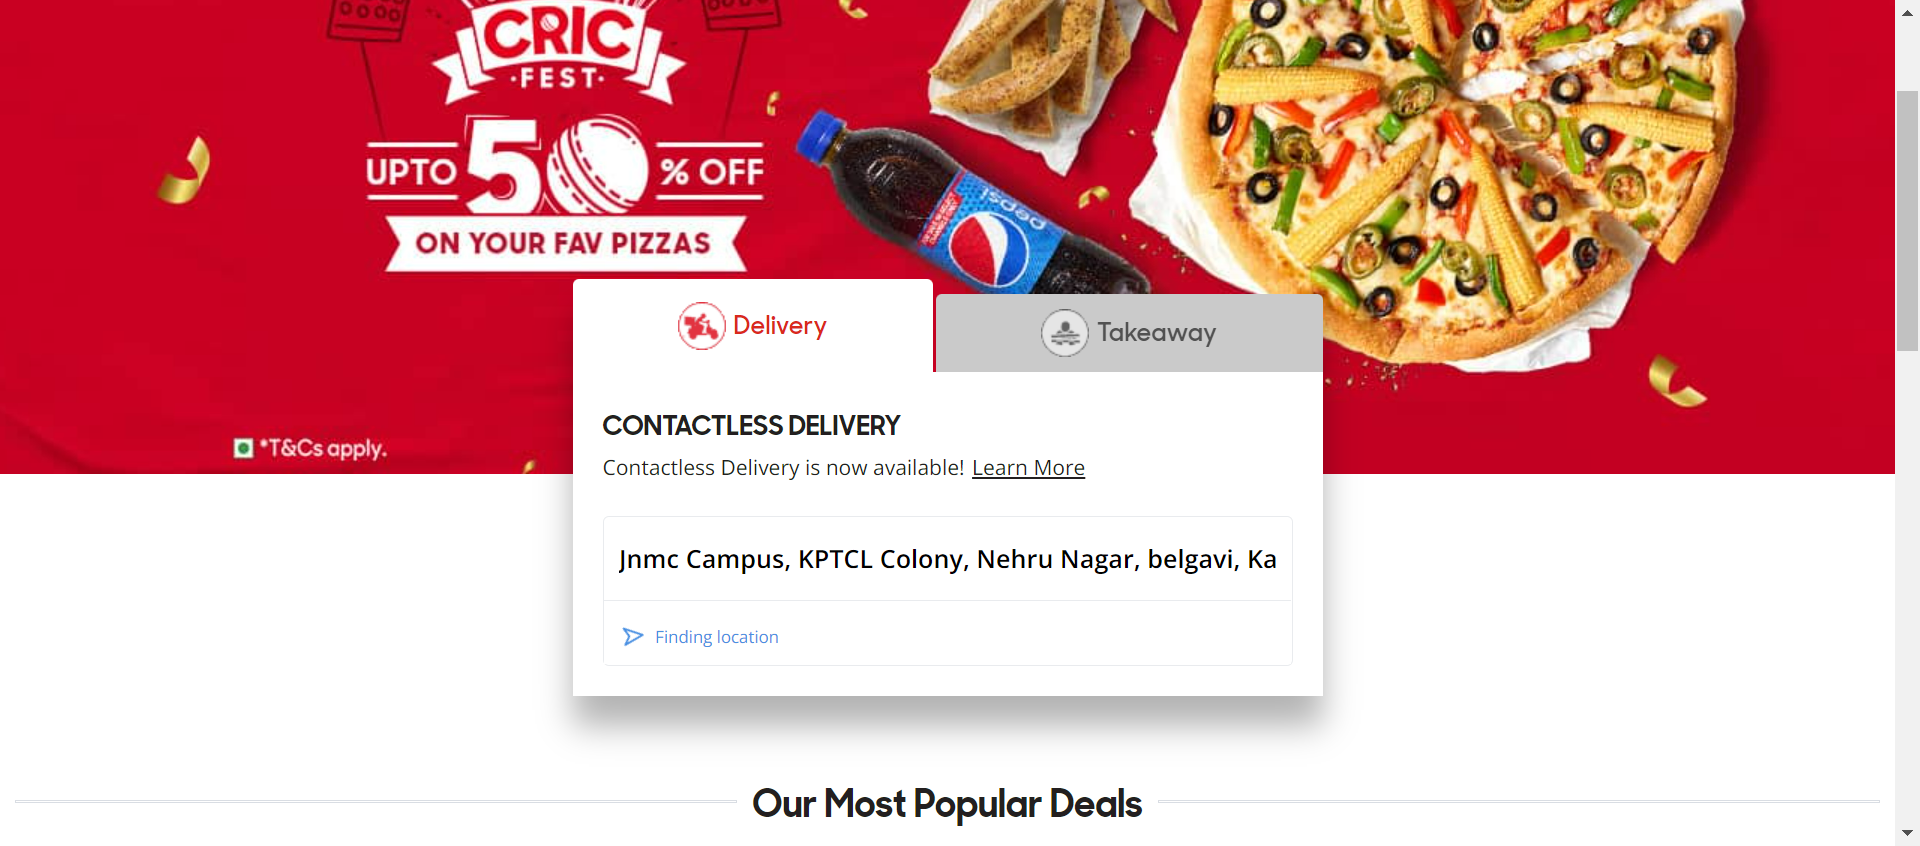 CRIC
·FEST·
UPTO 50% OFF
ON YOUR FAV PIZZAS
pepsi
Delivery
Takeaway
CONTACTLESS DELIVERY
*T&Cs apply.
Contactless Delivery is now available! Learn More
Jnmc Campus, KPTCL Colony, Nehru Nagar, belgavi, Ka
Finding location
Our Most Popular Deals